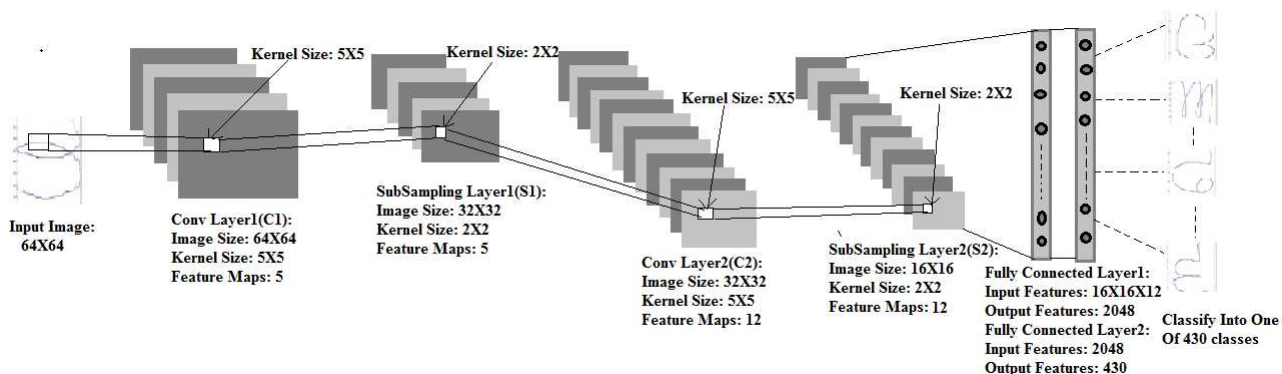 Input Image:
64X64
Kernel Size: 5X5
Conv Layer1(C1):
Image Size: 64X64
Kernel Size: 5X5
Feature Maps: 5
Kernel Size: 2X2
SubSampling Layer1(S1):
Image Size: 32X32
Kernel Size: 2X2
Feature Maps: 5
Kernel Size: 5X5
Conv Layer2(C2):
Image Size: 32X32
Kernel Size: 5X5
Feature Maps: 12
Kernel Size: 2X2
SubSampling Layer2(S2):
Image Size: 16X16
Kernel Size: 2X2
Feature Maps: 12
Fully Connected Layer1:
Input Features: 16X16X12
Output Features: 2048
Fully Connected Layer2:
Input Features: 2048
Output Features: 430
Classify Into One
Of 430 classes